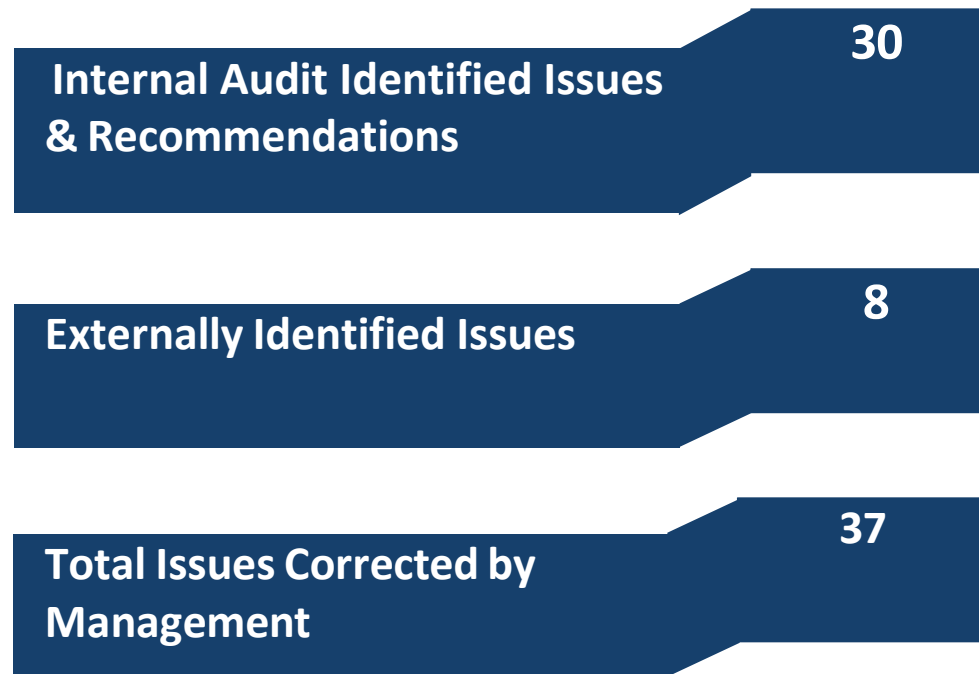 30
Internal Audit Identified Issues
& Recommendations
8
Externally Identified Issues
37
Total Issues Corrected by
Management